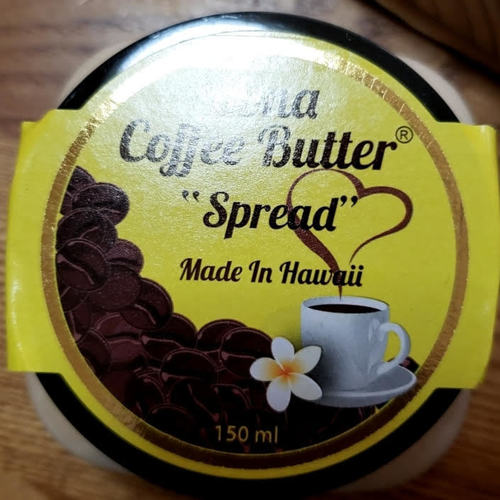 Coffee Butter®
"Spread"
Made In Hawaii
150 ml